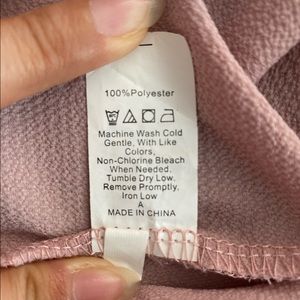 100%Polyester
Machine Wash Cold
Gentle, With Like
Colors,
Non-Chlorine Bleach
When Needed,
Tumble Dry Low,
Remove Promptly,
Iron Low
A
MADE IN CHINA